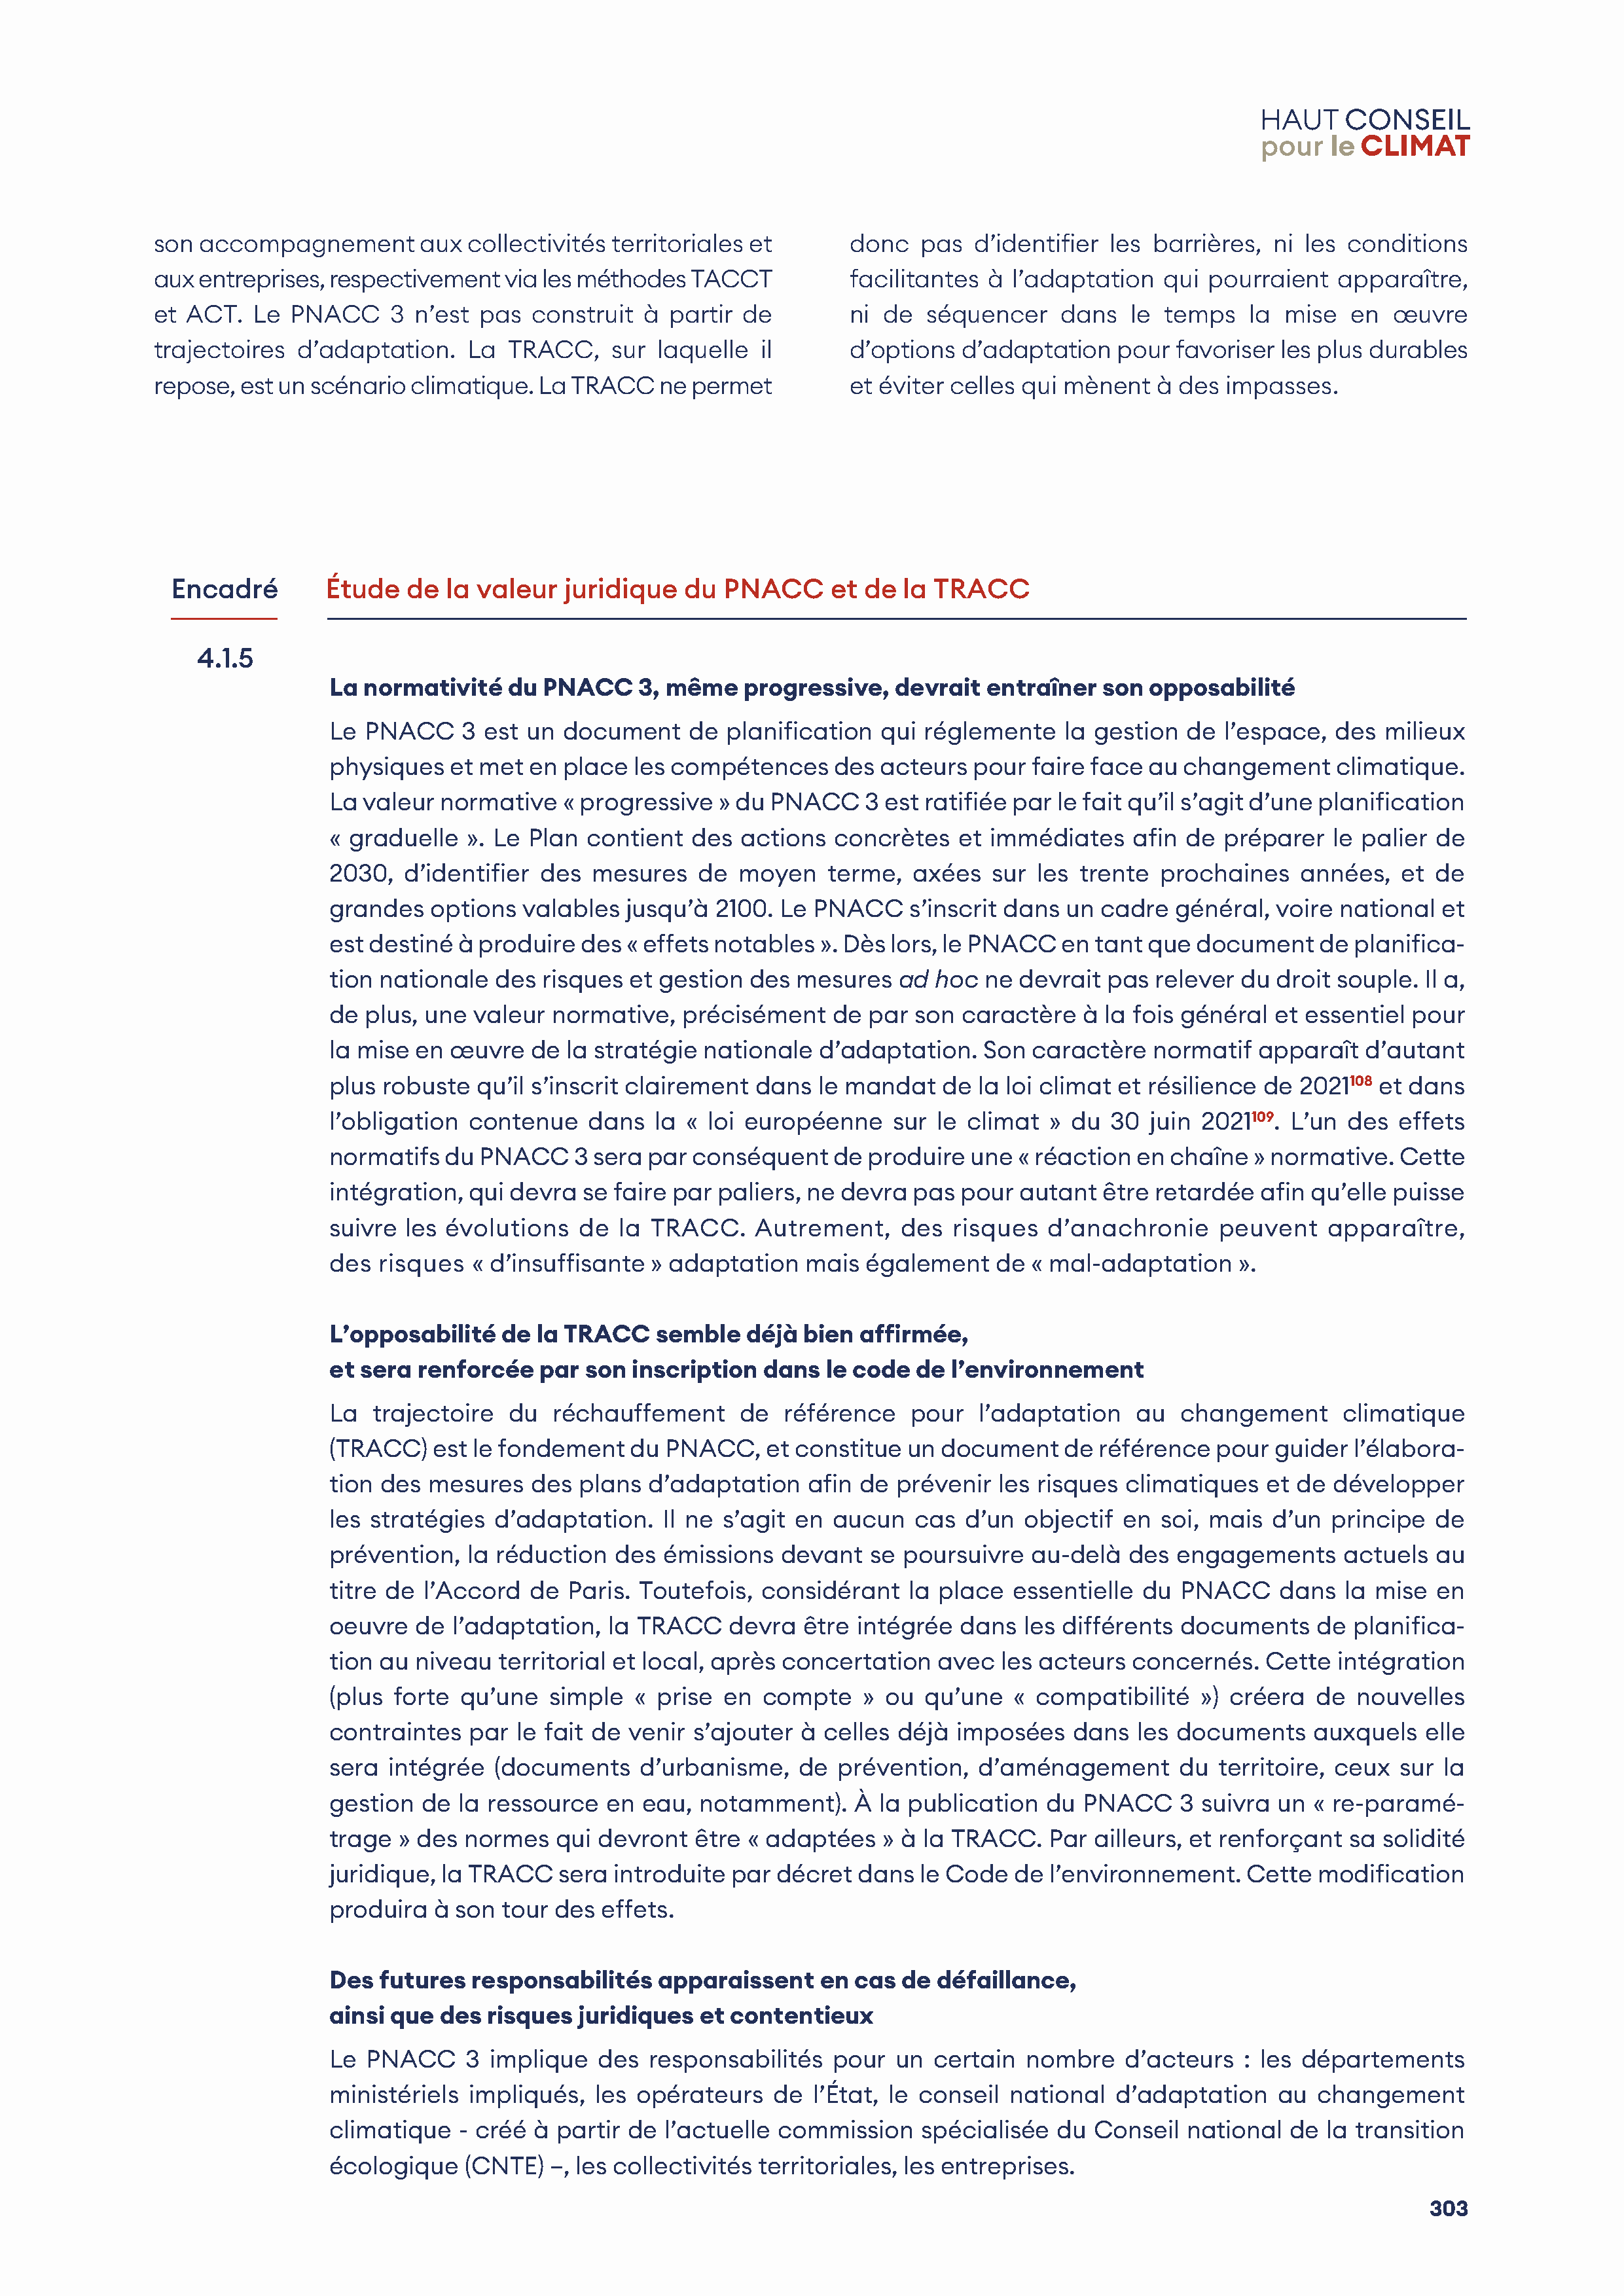 HAUT CONSEIL
pour le CLIMAT
son accompagnement aux collectivités territoriales et
aux entreprises, respectivement via les méthodes TACCT
et ACT. Le PNACC 3 n’est pas construit à partir de
trajectoires d’adaptation. La TRACC, sur laquelle il
repose, est un scénario climatique. La TRACC ne permet
donc pas d’identifier les barrières, ni les conditions
facilitantes à l’adaptation qui pourraient apparaître,
ni de séquencer dans le temps la mise en œuvre
d’options d’adaptation pour favoriser les plus durables
et éviter celles qui mènent à des impasses.
Encadré
4.1.5
Étude de la valeur juridique du PNACC et de la TRACC
La normativité du PNACC 3, même progressive, devrait entraîner son opposabilité
Le PNACC 3 est un document de planification qui réglemente la gestion de l’espace, des milieux
physiques et met en place les compétences des acteurs pour faire face au changement climatique.
La valeur normative « progressive » du PNACC 3 est ratifiée par le fait qu’il s’agit d’une planification
« graduelle ». Le Plan contient des actions concrètes et immédiates afin de préparer le palier de
2030, d’identifier des mesures de moyen terme, axées sur les trente prochaines années, et de
grandes options valables jusqu’à 2100. Le PNACC s’inscrit dans un cadre général, voire national et
est destiné à produire des « effets notables ». Dès lors, le PNACC en tant que document de planifica-
tion nationale des risques et gestion des mesures ad hoc ne devrait pas relever du droit souple. Il a,
de plus, une valeur normative, précisément de par son caractère à la fois général et essentiel pour
la mise en œuvre de la stratégie nationale d’adaptation. Son caractère normatif apparaît d’autant
plus robuste qu’il s’inscrit clairement dans le mandat de la loi climat et résilience de 2021108 et dans
l’obligation contenue dans la « loi européenne sur le climat » du 30 juin 2021109. L’un des effets
normatifs du PNACC 3 sera par conséquent de produire une « réaction en chaîne » normative. Cette
intégration, qui devra se faire par paliers, ne devra pas pour autant être retardée afin qu’elle puisse
suivre les évolutions de la TRACC. Autrement, des risques d’anachronie peuvent apparaître,
des risques « d’insuffisante » adaptation mais également de « mal-adaptation ».
L’opposabilité de la TRACC semble déjà bien affirmée,
et sera renforcée par son inscription dans le code de l’environnement
La trajectoire du réchauffement de référence pour l’adaptation au changement climatique
(TRACC) est le fondement du PNACC, et constitue un document de référence pour guider l’élabora-
tion des mesures des plans d’adaptation afin de prévenir les risques climatiques et de développer
les stratégies d’adaptation. Il ne s’agit en aucun cas d’un objectif en soi, mais d’un principe de
prévention, la réduction des émissions devant se poursuivre au-delà des engagements actuels au
titre de l’Accord de Paris. Toutefois, considérant la place essentielle du PNACC dans la mise en
oeuvre de l’adaptation, la TRACC devra être intégrée dans les différents documents de planifica-
tion au niveau territorial et local, après concertation avec les acteurs concernés. Cette intégration
(plus forte qu’une simple « prise en compte » ou qu’une « compatibilité ») créera de nouvelles
contraintes par le fait de venir s’ajouter à celles déjà imposées dans les documents auxquels elle
sera intégrée (documents d’urbanisme, de prévention, d’aménagement du territoire, ceux sur la
gestion de la ressource en eau, notamment). À la publication du PNACC 3 suivra un « re-paramé-
trage » des normes qui devront être « adaptées » à la TRACC. Par ailleurs, et renforçant sa solidité
juridique, la TRACC sera introduite par décret dans le Code de l’environnement. Cette modification
produira à son tour des effets.
Des futures responsabilités apparaissent en cas de défaillance,
ainsi que des risques juridiques et contentieux
Le PNACC 3 implique des responsabilités pour un certain nombre d’acteurs : les départements
ministériels impliqués, les opérateurs de l’État, le conseil national d’adaptation au changement
climatique - créé à partir de l’actuelle commission spécialisée du Conseil national de la transition
écologique (CNTE) –, les collectivités territoriales, les entreprises.
303